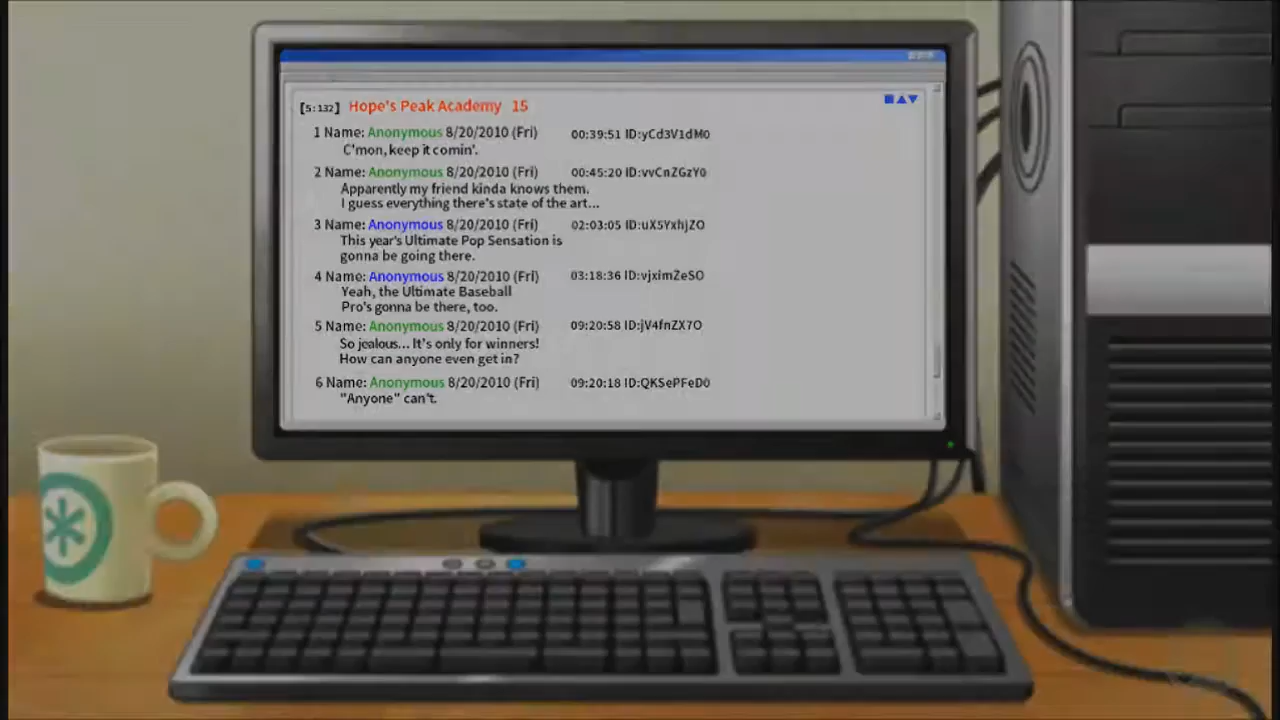 [5:132] Hope's Peak Academy 15
1 Name: Anonymous 8/20/2010 (Fri) 00:39:51 ID:yCd3V1dM0
C'mon, keep it comin'.
2 Name: Anonymous 8/20/2010 (Fri) 00:45:20 ID:vvCnZGzY0
Apparently my friend kinda knows them.
I guess everything there's state of the art...
3 Name: Anonymous 8/20/2010 (Fri) 02:03:05 ID:uX5YxhjZO
This year's Ultimate Pop Sensation is
gonna be going there.
4 Name: Anonymous 8/20/2010 (Fri) 03:18:36 ID:vjximZeSO
Yeah, the Ultimate Baseball
Pro's gonna be there, too.
5 Name: Anonymous 8/20/2010 (Fri) 09:20:58 ID:jV4fnZX7O
So jealous... It's only for winners!
How can anyone even get in?
6 Name: Anonymous 8/20/2010 (Fri) 09:20:18 ID:QKSePFeD0
"Anyone" can't.